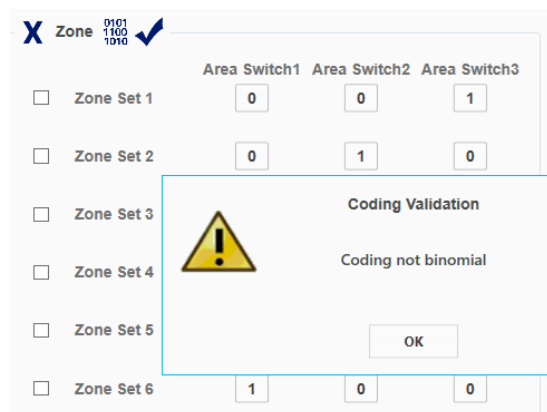 X Zone 0101 1100 1010
Area Switch1 Area Switch2 Area Switch3
Zone Set 1 0 0 1
Zone Set 2 0 1 0
Zone Set 3
Zone Set 4
Zone Set 5
Zone Set 6 1 0 0
Coding Validation
Coding not binomial
OK